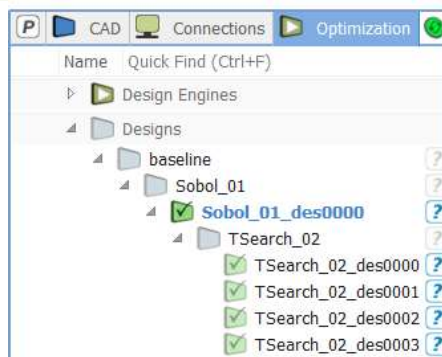 P CAD Connections Optimization
Name Quick Find (Ctrl+F)
Design Engines
Designs
baseline ?
Sobol_01 ?
Sobol_01_des0000 ?
TSearch_02 ?
TSearch_02_des0000 ?
TSearch_02_des0001 ?
TSearch_02_des0002 ?
TSearch_02_des0003 ?